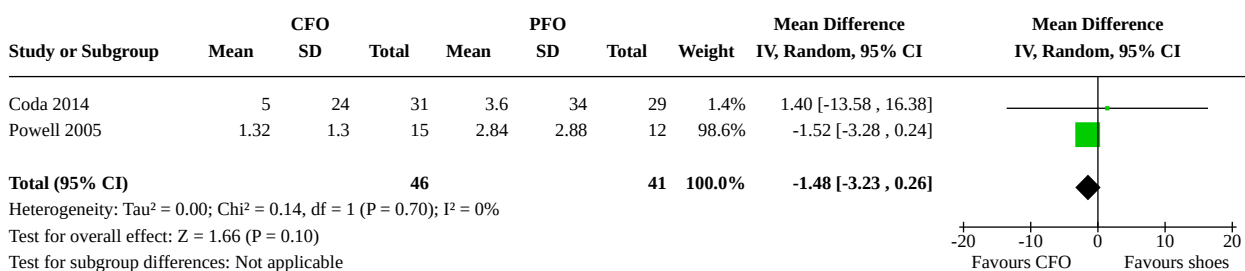 CFO PFO Mean Difference Mean Difference
Study or Subgroup Mean SD Total Mean SD Total Weight IV, Random, 95% CI IV, Random, 95% CI
Coda 2014 5 24 31 3.6 34 29 1.4% 1.40 [-13.58 , 16.38]
Powell 2005 1.32 1.3 15 2.84 2.88 12 98.6% -1.52 [-3.28 , 0.24]
Total (95% CI) 46 41 100.0% -1.48 [-3.23 , 0.26]
Heterogeneity: Tau² = 0.00; Chi² = 0.14, df = 1 (P = 0.70); I² = 0%
Test for overall effect: Z = 1.66 (P = 0.10)
-20 -10 0 10 20
Test for subgroup differences: Not applicable Favours CFO Favours shoes